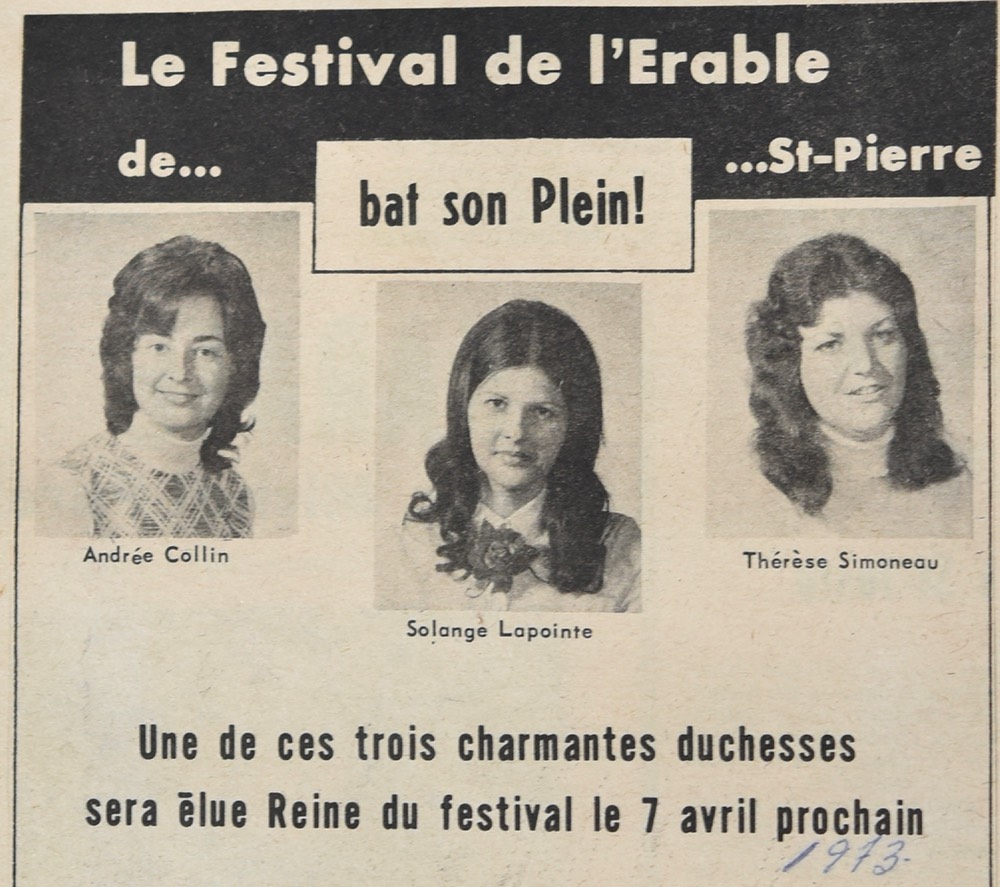 Le Festival de l'Erable
de...
...St-Pierre
bat son Plein!
Andrée Collin
Solange Lapointe
Thérèse Simoneau
Une de ces trois charmantes duchesses
sera ēlue Reine du festival le 7 avril prochain
1973-